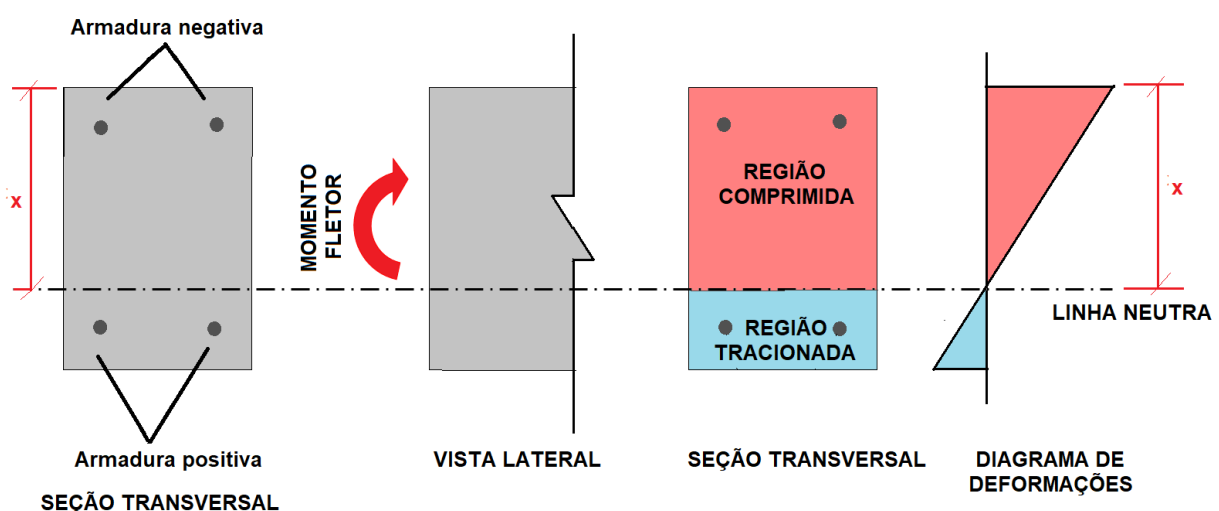 Armadura negativa
x
Armadura positiva
SEÇÃO TRANSVERSAL
MOMENTO
FLETOR
VISTA LATERAL
REGIÃO
COMPRIMIDA
REGIÃO
TRACIONADA
SEÇÃO TRANSVERSAL
x
LINHA NEUTRA
DIAGRAMA DE
DEFORMAÇÕES